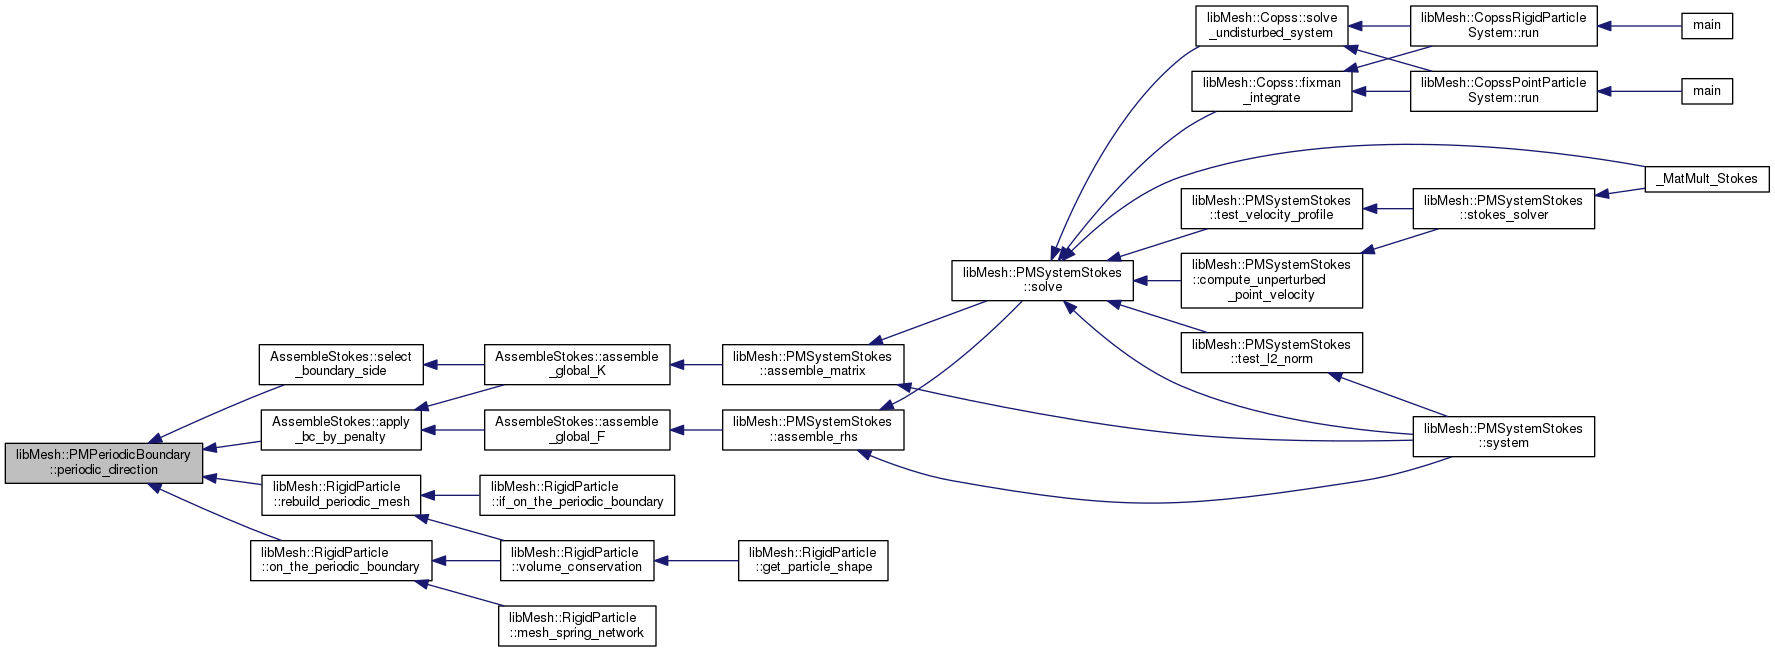 libMesh::PMPeriodicBoundary
::periodic_direction
AssembleStokes::select
_boundary_side
AssembleStokes::apply
_bc_by_penalty
libMesh::RigidParticle
::rebuild_periodic_mesh
libMesh::RigidParticle
::on_the_periodic_boundary
AssembleStokes::assemble
_global_K
AssembleStokes::assemble
_global_F
libMesh::RigidParticle
::if_on_the_periodic_boundary
libMesh::RigidParticle
::volume_conservation
libMesh::RigidParticle
::mesh_spring_network
libMesh::PMSystemStokes
::assemble_matrix
libMesh::PMSystemStokes
::assemble_rhs
libMesh::RigidParticle
::get_particle_shape
libMesh::PMSystemStokes
::solve
libMesh::Copss::solve
_undisturbed_system
libMesh::Copss::fixman
_integrate
libMesh::PMSystemStokes
::test_velocity_profile
libMesh::PMSystemStokes
::compute_unperturbed
_point_velocity
libMesh::PMSystemStokes
::test_l2_norm
libMesh::CopssRigidParticle
System::run
libMesh::CopssPointParticle
System::run
libMesh::PMSystemStokes
::stokes_solver
libMesh::PMSystemStokes
::system
main
main
_MatMult_Stokes